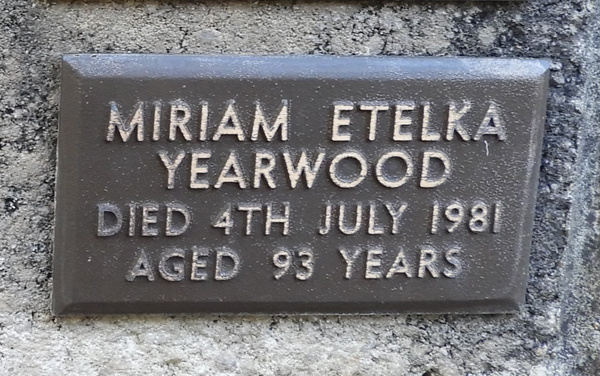 MIRIAM ETELKA
YEARWOOD
DIED 4TH JULY 1981
AGED 93 YEARS